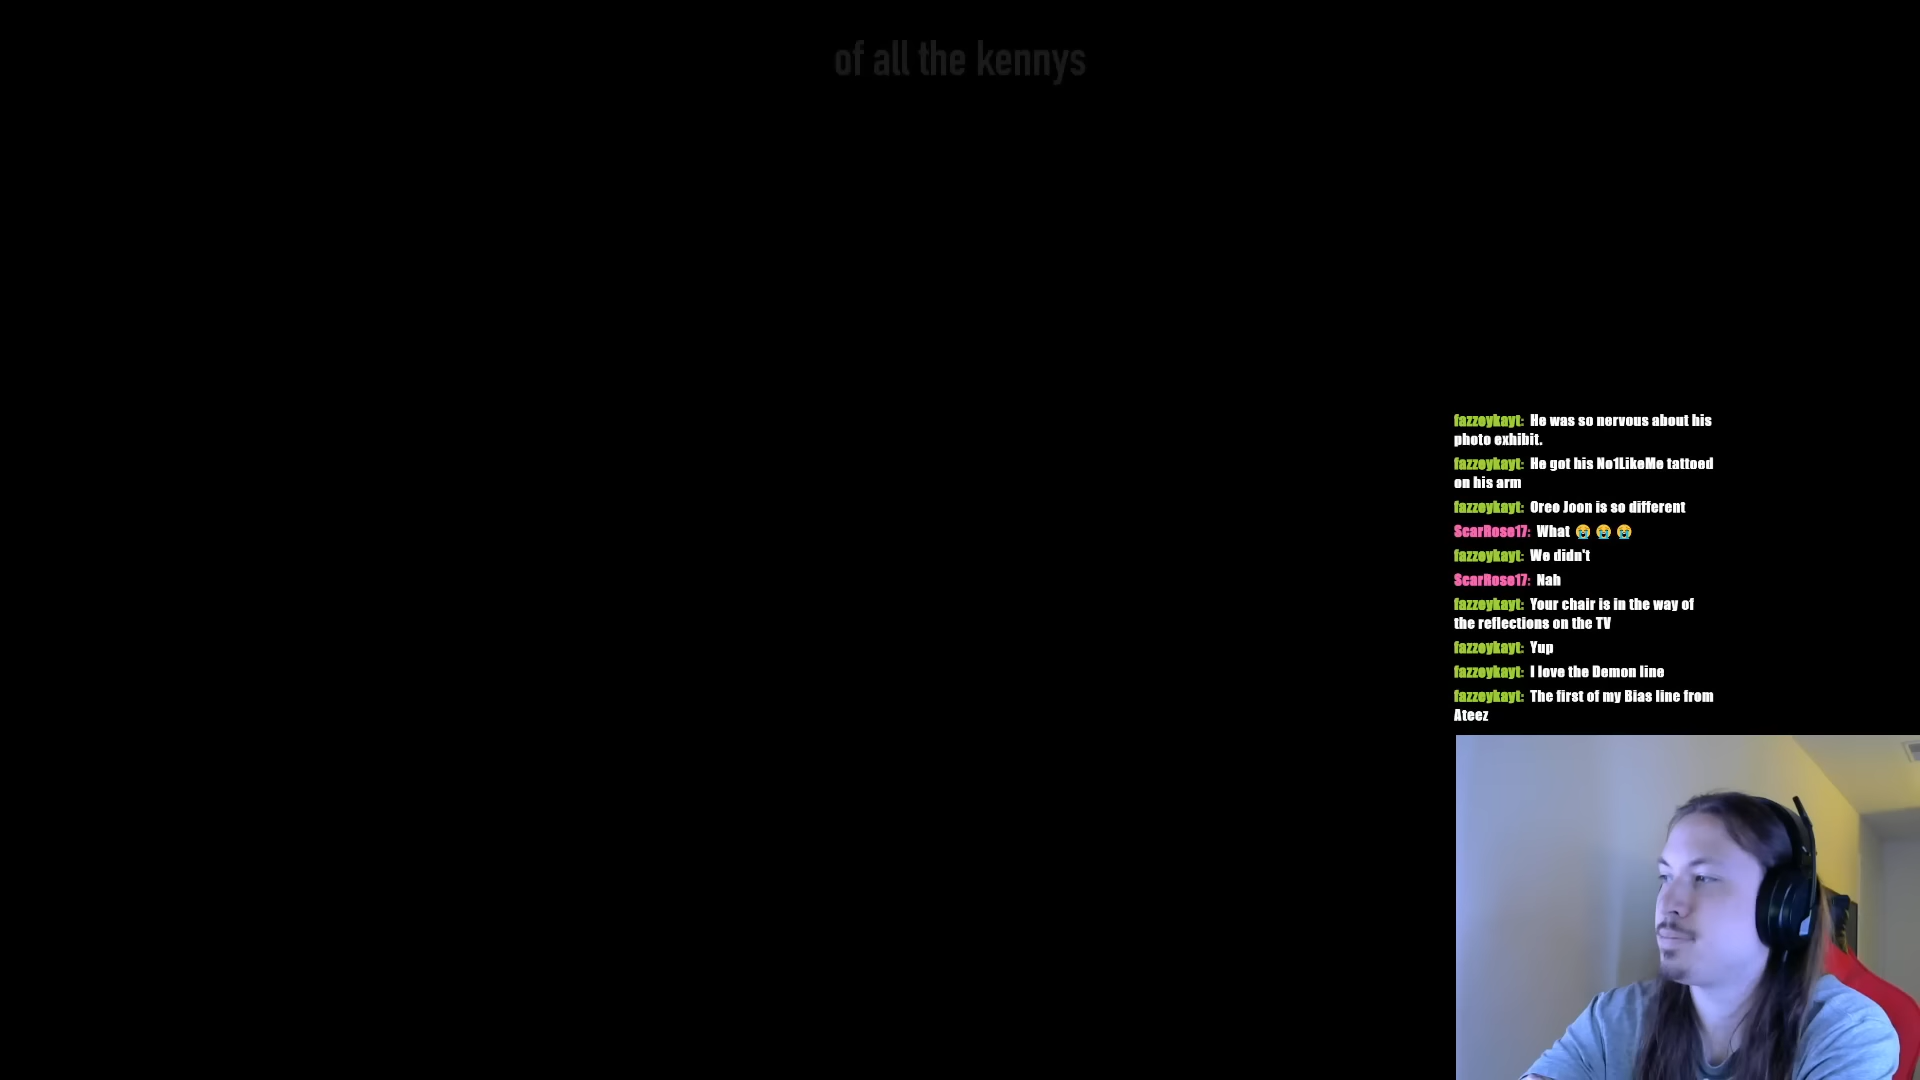 of all the kennys
fazzeykayt: He was so nervous about his
photo exhibit.
fazzeykayt: He got his No1LikeMe tattoed
on his arm
fazzeykayt: Oreo Joon is so different
ScarRose17: What 😭 😭 😭
fazzeykayt: We didn't
ScarRose17: Nah
fazzeykayt: Your chair is in the way of
the reflections on the TV
fazzeykayt: Yup
fazzeykayt: I love the Demon line
fazzeykayt: The first of my Bias line from
Ateez